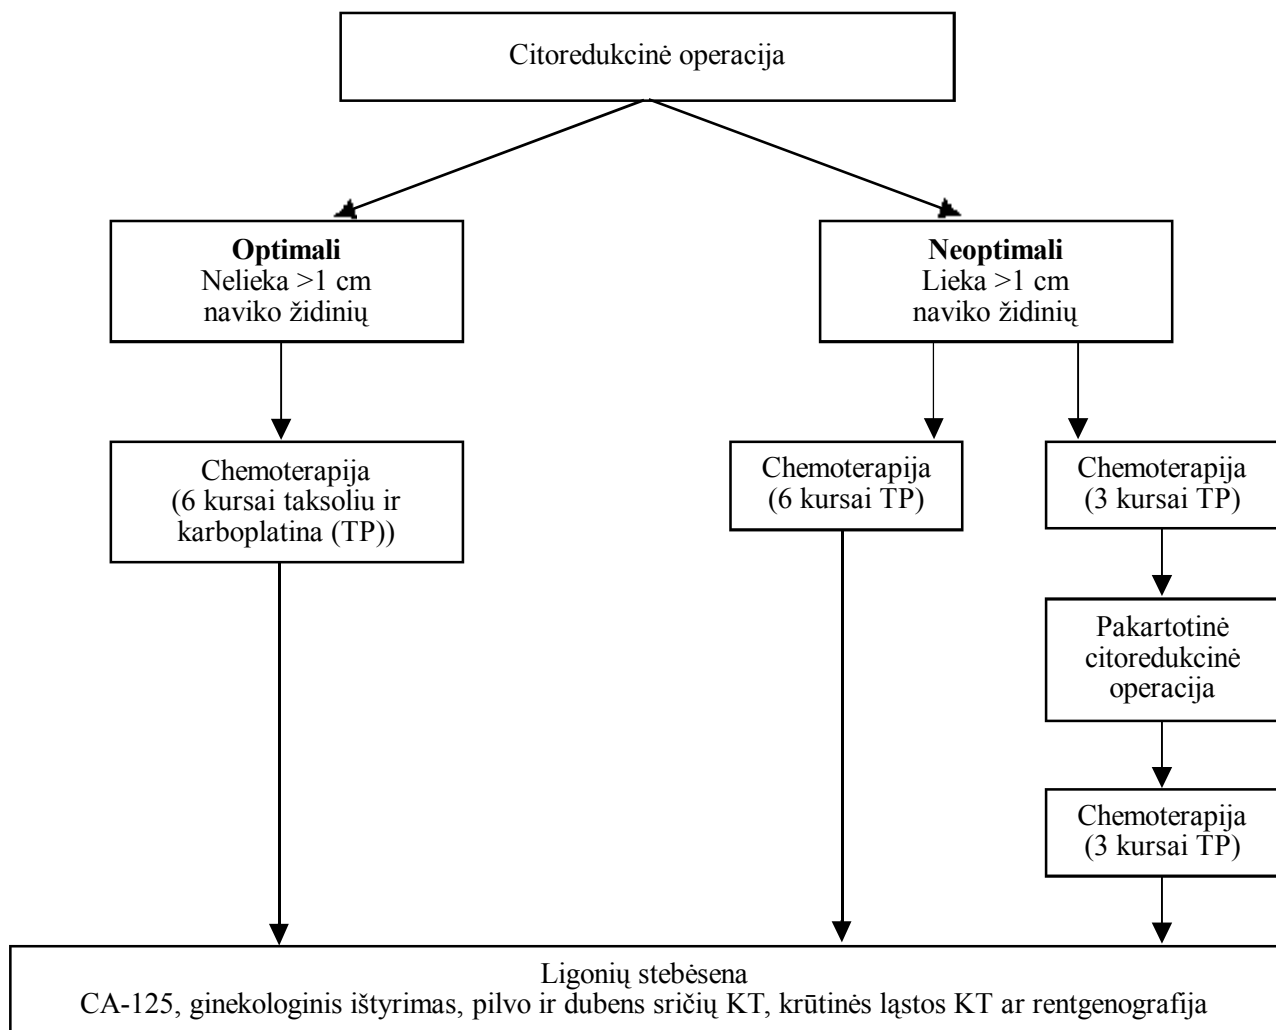 Citoredukcinė operacija
Optimali
Nelieka >1 cm
naviko židinių
Neoptimali
Lieka >1 cm
naviko židinių
Chemoterapija
(6 kursai taksoliu ir
karboplatina (TP))
Chemoterapija
(6 kursai TP)
Chemoterapija
(3 kursai TP)
Pakartotinė
citoredukcinė
operacija
Chemoterapija
(3 kursai TP)
Ligonių stebėsena
CA-125, ginekologinis ištyrimas, pilvo ir dubens sričių KT, krūtinės ląstos KT ar rentgenografija